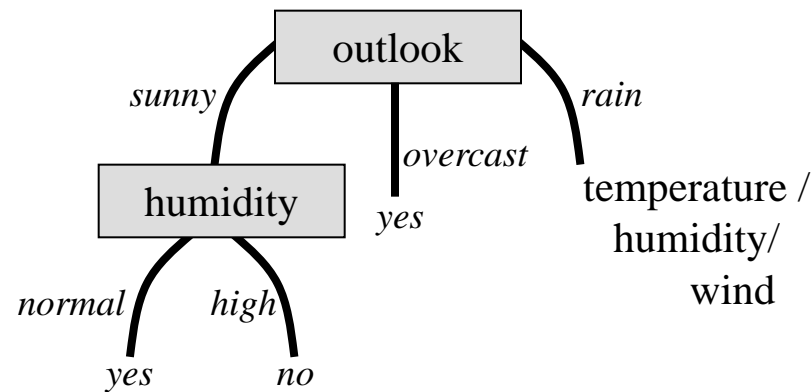 outlook
sunny
rain
overcast
temperature /
humidity
yes
humidity/
wind
normal
high
yes
no